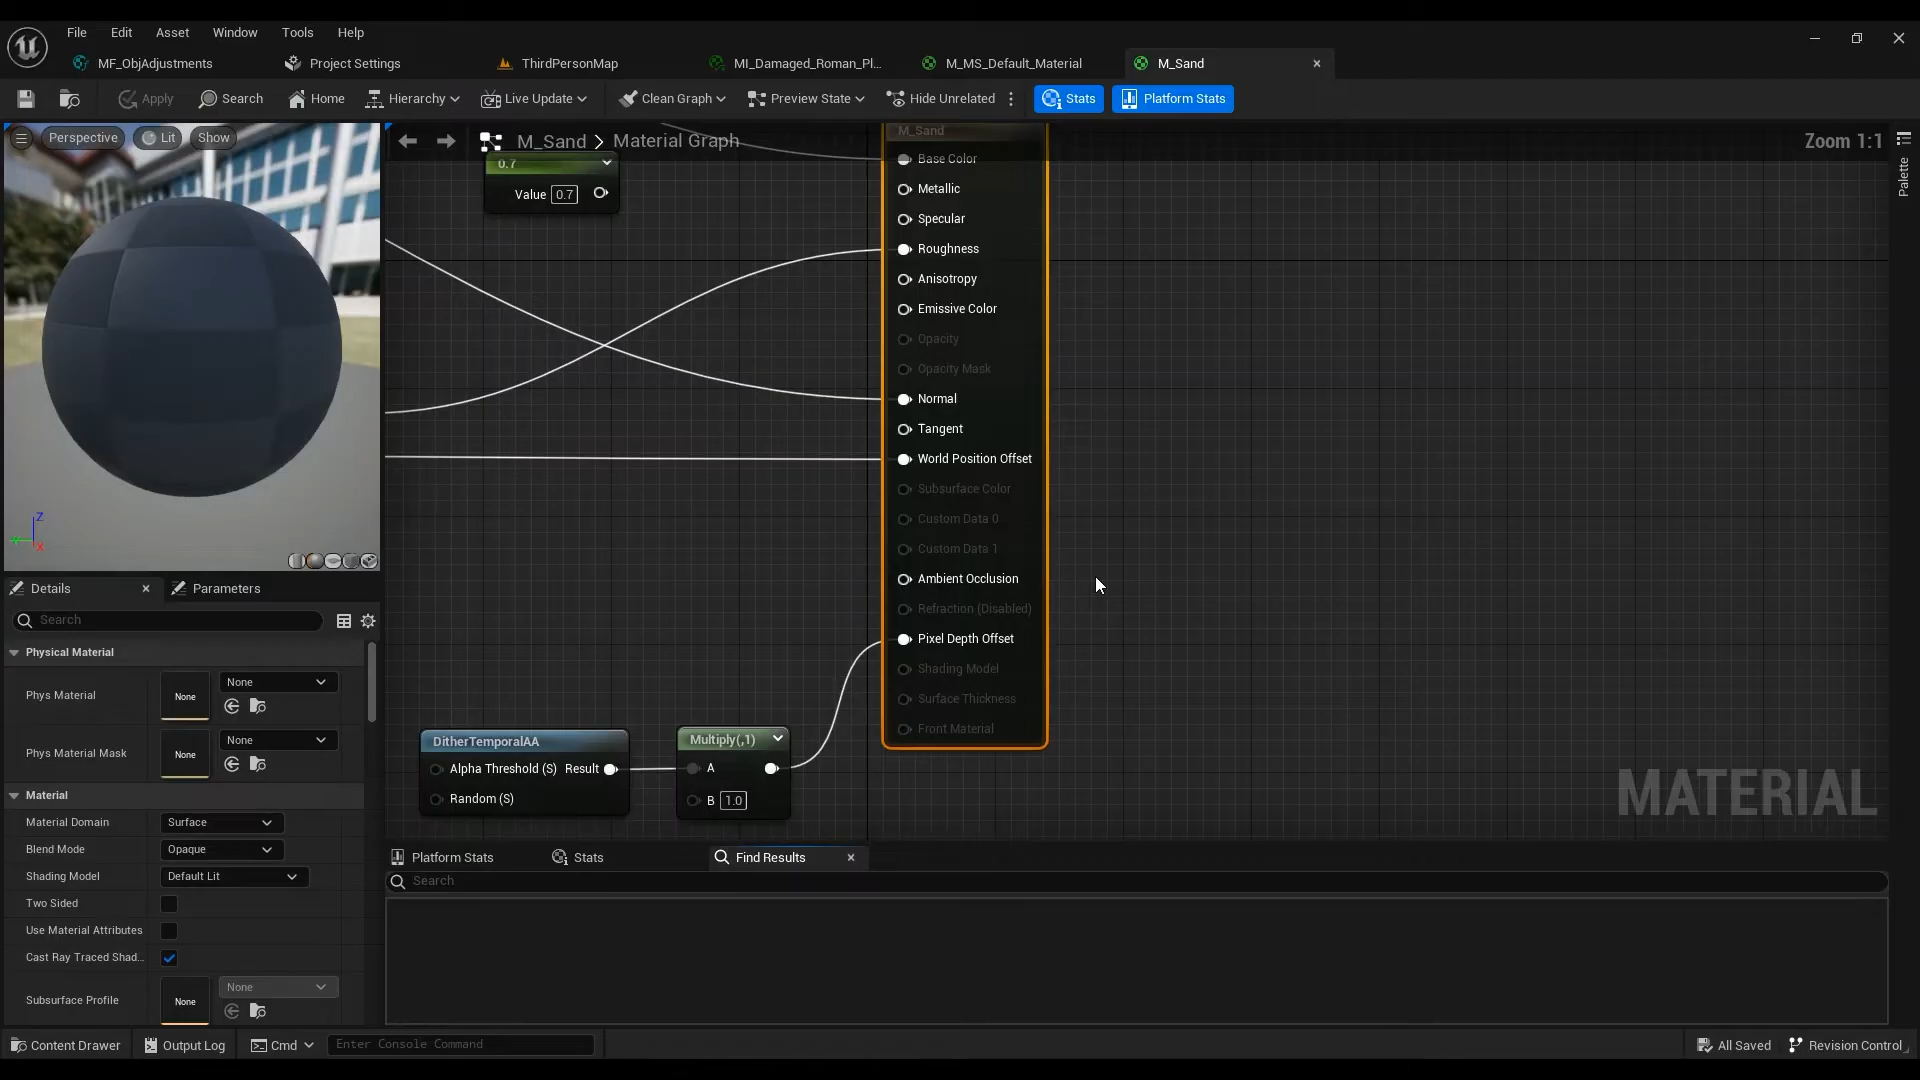 File Edit Asset Window Tools Help
MF_ObjAdjustments Project Settings ThirdPersonMap MI_Damaged_Roman_Pl... M_MS_Default_Material M_Sand
Apply Search Home Hierarchy Live Update Clean Graph Preview State Hide Unrelated Stats Platform Stats
Perspective Lit Show
M_Sand > Material Graph
Zoom 1:1
Palette
0.7
Value 0.7
M_Sand
Base Color
Metallic
Specular
Roughness
Anisotropy
Emissive Color
Opacity
Opacity Mask
Normal
Tangent
World Position Offset
Subsurface Color
Custom Data 0
Custom Data 1
Ambient Occlusion
Refraction (Disabled)
Pixel Depth Offset
Shading Model
Surface Thickness
Front Material
DitherTemporalAA
Alpha Threshold (S) Result
Random (S)
Multiply(,1)
A
B 1.0
MATERIAL
Z
X
Details Parameters
Search
Physical Material
Phys Material None None
Phys Material Mask None None
Material
Material Domain Surface
Blend Mode Opaque
Shading Model Default Lit
Two Sided
Use Material Attributes
Cast Ray Traced Shad...
Subsurface Profile None None
Platform Stats Stats Find Results
Search
Content Drawer Output Log Cmd Enter Console Command All Saved Revision Control